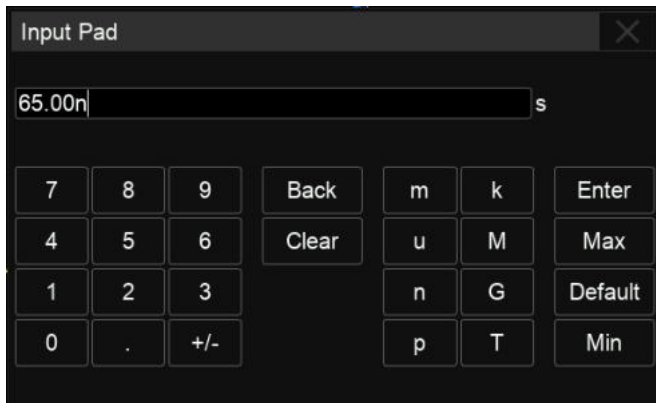 Input Pad
65.00n s
7 8 9 Back m k Enter
4 5 6 Clear u M Max
1 2 3 n G Default
0 . +/- p T Min